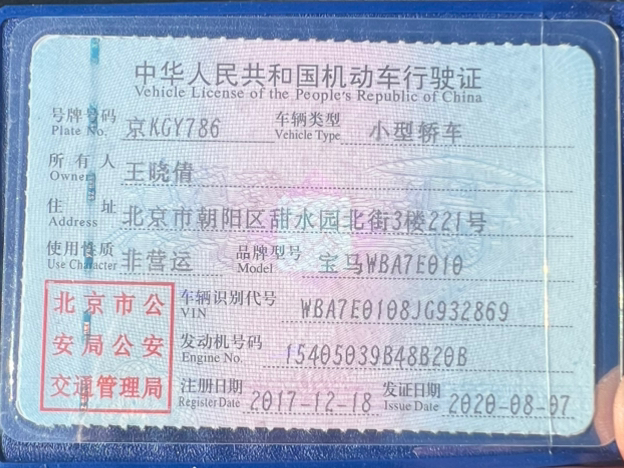 中华人民共和国机动车行驶证
Vehicle License of the People's Republic of China
号牌号码 京KGY786 车辆类型 小型轿车
Plate No. Vehicle Type
所有人 王晓倩
Owner
住址 北京市朝阳区甜水园北街3楼221号
Address
使用性质 非营运 品牌型号 宝马WBA7E010
Use Character Model
北京市公
安局公安
交通管理局
车辆识别代号 WBA7E0108JG932869
VIN
发动机号码 15405039B48B20B
Engine No.
注册日期 2017-12-18 发证日期 2020-08-07
Register Date Issue Date